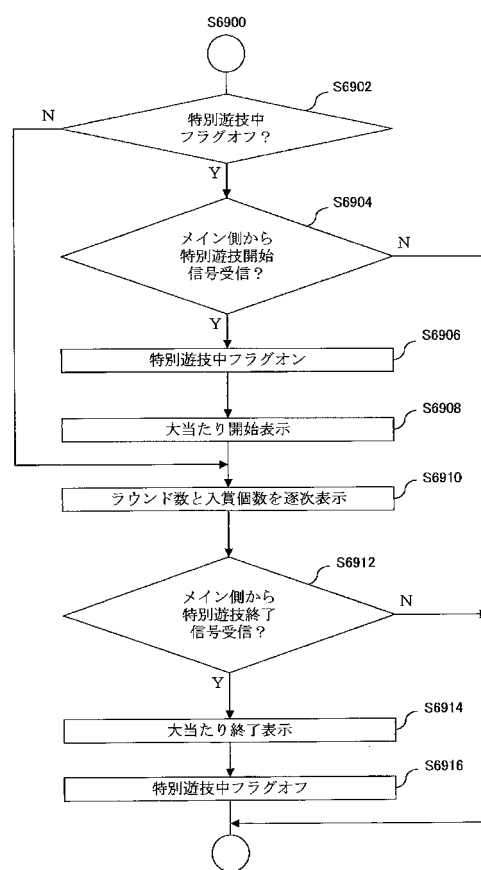 S6900
S6902
特別遊技中
フラグオフ？
N
Y
S6904
メイン側から
特別遊技開始
信号受信？
N
Y
S6906
特別遊技中フラグオン
S6908
大当たり開始表示
S6910
ラウンド数と入賞個数を逐次表示
S6912
メイン側から
特別遊技終了
信号受信？
N
Y
S6914
大当たり終了表示
S6916
特別遊技中フラグオフ